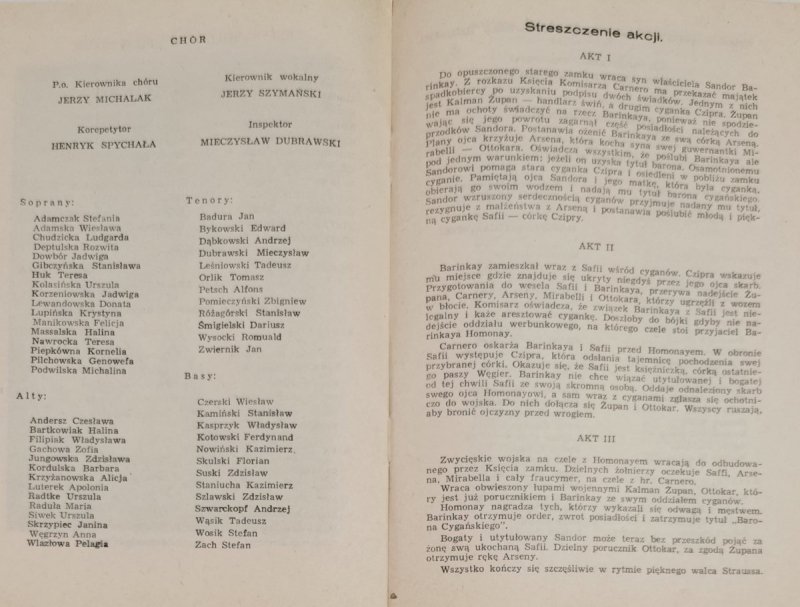 CHÓR
P.o. Kierownika chóru
JERZY MICHALAK
Kierownik wokalny
JERZY SZYMAŃSKI
Korepetytor
HENRYK SPYCHAŁA
Inspektor
MIECZYSŁAW DUBRAWSKI
Soprany:
Adamczak Stefania
Adamska Wiesława
Chudzicka Ludgarda
Deptulska Rozwita
Dowbór Jadwiga
Gibczyńska Stanisława
Huk Teresa
Kolasińska Urszula
Korzeniowska Jadwiga
Lewandowska Donata
Lupińska Krystyna
Manikowska Felicja
Massalska Halina
Nawrocka Teresa
Piepkówna Kornelia
Pilchowska Genowefa
Podwilska Michalina
Alty:
Andersz Czesława
Bartkowiak Halina
Filipiak Władysława
Gachowa Zofia
Jungowska Zdzisława
Kordulska Barbara
Krzyżanowska Alicja
Luterek Apolonia
Radtke Urszula
Raduła Maria
Siwek Urszula
Skrzypiec Janina
Węgrzyn Anna
Wlazłowa Pelagia
Tenory:
Badura Jan
Bykowski Edward
Dąbkowski Andrzej
Dubrawski Mieczysław
Leśniowski Tadeusz
Orlik Tomasz
Petsch Alfons
Pomieczyński Zbigniew
Różagórski Stanisław
Śmigielski Dariusz
Wysocki Romuald
Zwiernik Jan
Basy:
Czerski Wiesław
Kamiński Stanisław
Kasprzyk Władysław
Kotowski Ferdynand
Nowiński Kazimierz
Skulski Florian
Suski Zdzisław
Staniucha Kazimierz
Szlawski Zdzisław
Szwarckopf Andrzej
Wąsik Tadeusz
Wosik Stefan
Zach Stefan
Streszczenie akcji.
AKT I
Do opuszczonego starego zamku wraca syn właściciela Sandor Ba-
rinkay. Z rozkazu Księcia Komisarza Carnero ma przekazać majątek
spadkobiercy po uzyskaniu podpisu dwóch świadków. Jednym z nich
jest Kalman Zupan — handlarz świń, a drugim cyganka Czipra. Zupan
nie ma ochoty świadczyć na rzecz Barinkaya, ponieważ nie spodzie-
wając się jego powrotu zagarnął część posiadłości należących do
przodków Sandora. Postanawia ożenić Barinkaya ze swą córką Arseną.
Plany ojca krzyżuje Arsena, która kocha syna swej guwernantki Mi-
rabelli — Ottokara. Oświadcza wszystkim, że poślubi Barinkaya ale
pod jednym warunkiem: jeżeli on uzyska tytuł barona. Osamotnionemu
Sandorowi pomaga stara cyganka Czipra i osiedleni w pobliżu zamku
cyganie. Pamiętają ojca Sandora i jego matkę, która była cyganką,
obierają go swoim wodzem i nadają mu tytuł barona cygańskiego.
Sandor wzruszony serdecznością cyganów przyjmuje nadany mu tytuł,
rezygnuje z małżeństwa z Arseną i postanawia poślubić młodą i pięk-
ną cygankę Safii — córkę Czipry.
AKT II
Barinkay zamieszkał wraz z Safii wśród cyganów. Czipra wskazuje
mu miejsce gdzie znajduje się ukryty niegdyś przez jego ojca skarb.
Przygotowania do wesela Safii i Barinkaya, przerywa nadejście Zu-
pana, Carnery, Arseny, Mirabelli i Ottokara, którzy ugrzęźli z wozem
w błocie. Komisarz oświadcza, że związek Barinkaya z Safii jest nie-
legalny i każe aresztować cygankę. Doszłoby do bójki gdyby nie na-
dejście oddziału werbunkowego, na którego czele stoi przyjaciel Ba-
rinkaya Homonay.
Carnero oskarża Barinkaya i Safii przed Homonayem. W obronie
Safii występuje Czipra, która odsłania tajemnicę pochodzenia swej
przybranej córki. Okazuje się, że Safii jest księżniczką, córką ostatnie-
go paszy Węgier. Barinkay nie chce wiązać utytułowanej i bogatej
od tej chwili Safii ze swoją skromną osobą. Oddaje odnaleziony skarb
swego ojca Homonayowi, a sam wraz z cyganami zgłasza się ochotni-
czo do wojska. Do nich dołącza się Zupan i Ottokar. Wszyscy ruszają,
aby bronić ojczyzny przed wrogiem.
AKT III
Zwycięskie wojska na czele z Homonayem wracają do odbudowa-
nego przez Księcia zamku. Dzielnych żołnierzy oczekuje Saffi, Arse-
na, Mirabella i cały fraucymer, na czele z hr. Carnero.
Wraca obwieszony łupami wojennymi Kalman Zupan, Ottokar, któ-
ry jest już porucznikiem i Barinkay ze swym oddziałem cyganów.
Homonay nagradza tych, którzy wykazali się odwagą i męstwem.
Barinkay otrzymuje order, zwrot posiadłości i zatrzymuje tytuł „Baro-
na Cygańskiego".
Bogaty i utytułowany Sandor może teraz bez przeszkód pojąć za
żonę swą ukochaną Safii. Dzielny porucznik Ottokar, za zgodą Zupana
otrzymuje rękę Arseny.
Wszystko kończy się szczęśliwie w rytmie pięknego walca Straussa.